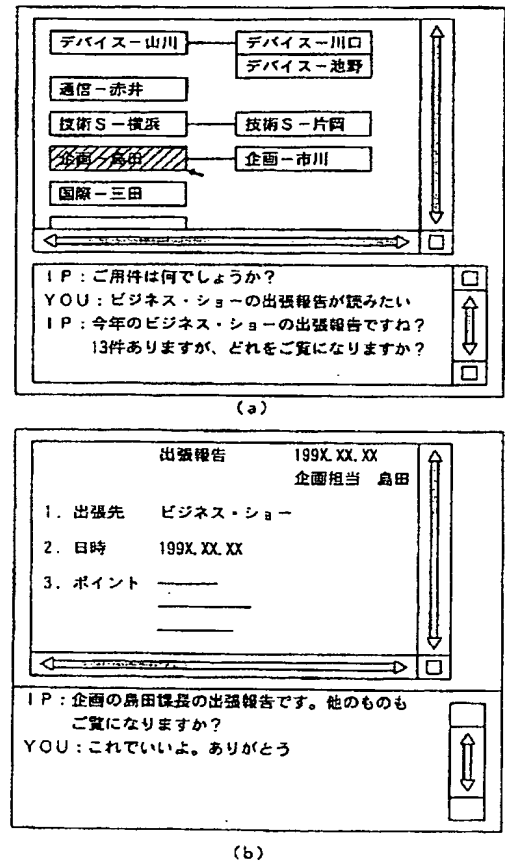 デバイスー山川 デバイスー川口
デバイスー池野
通信ー赤井
技術Sー横浜 技術Sー片岡
企画ー島田 企画ー市川
国際ー三田
IP:ご用件は何でしょうか?
YOU:ビジネス・ショーの出張報告が読みたい
IP:今年のビジネス・ショーの出張報告ですね?
13件ありますが、どれをご覧になりますか?
(a)
出張報告 199X.XX.XX
企画担当 島田
1. 出張先 ビジネス・ショー
2. 日時 199X.XX.XX
3. ポイント
IP:企画の島田課長の出張報告です。他のものも
ご覧になりますか?
YOU:これでいいよ。ありがとう
(b)